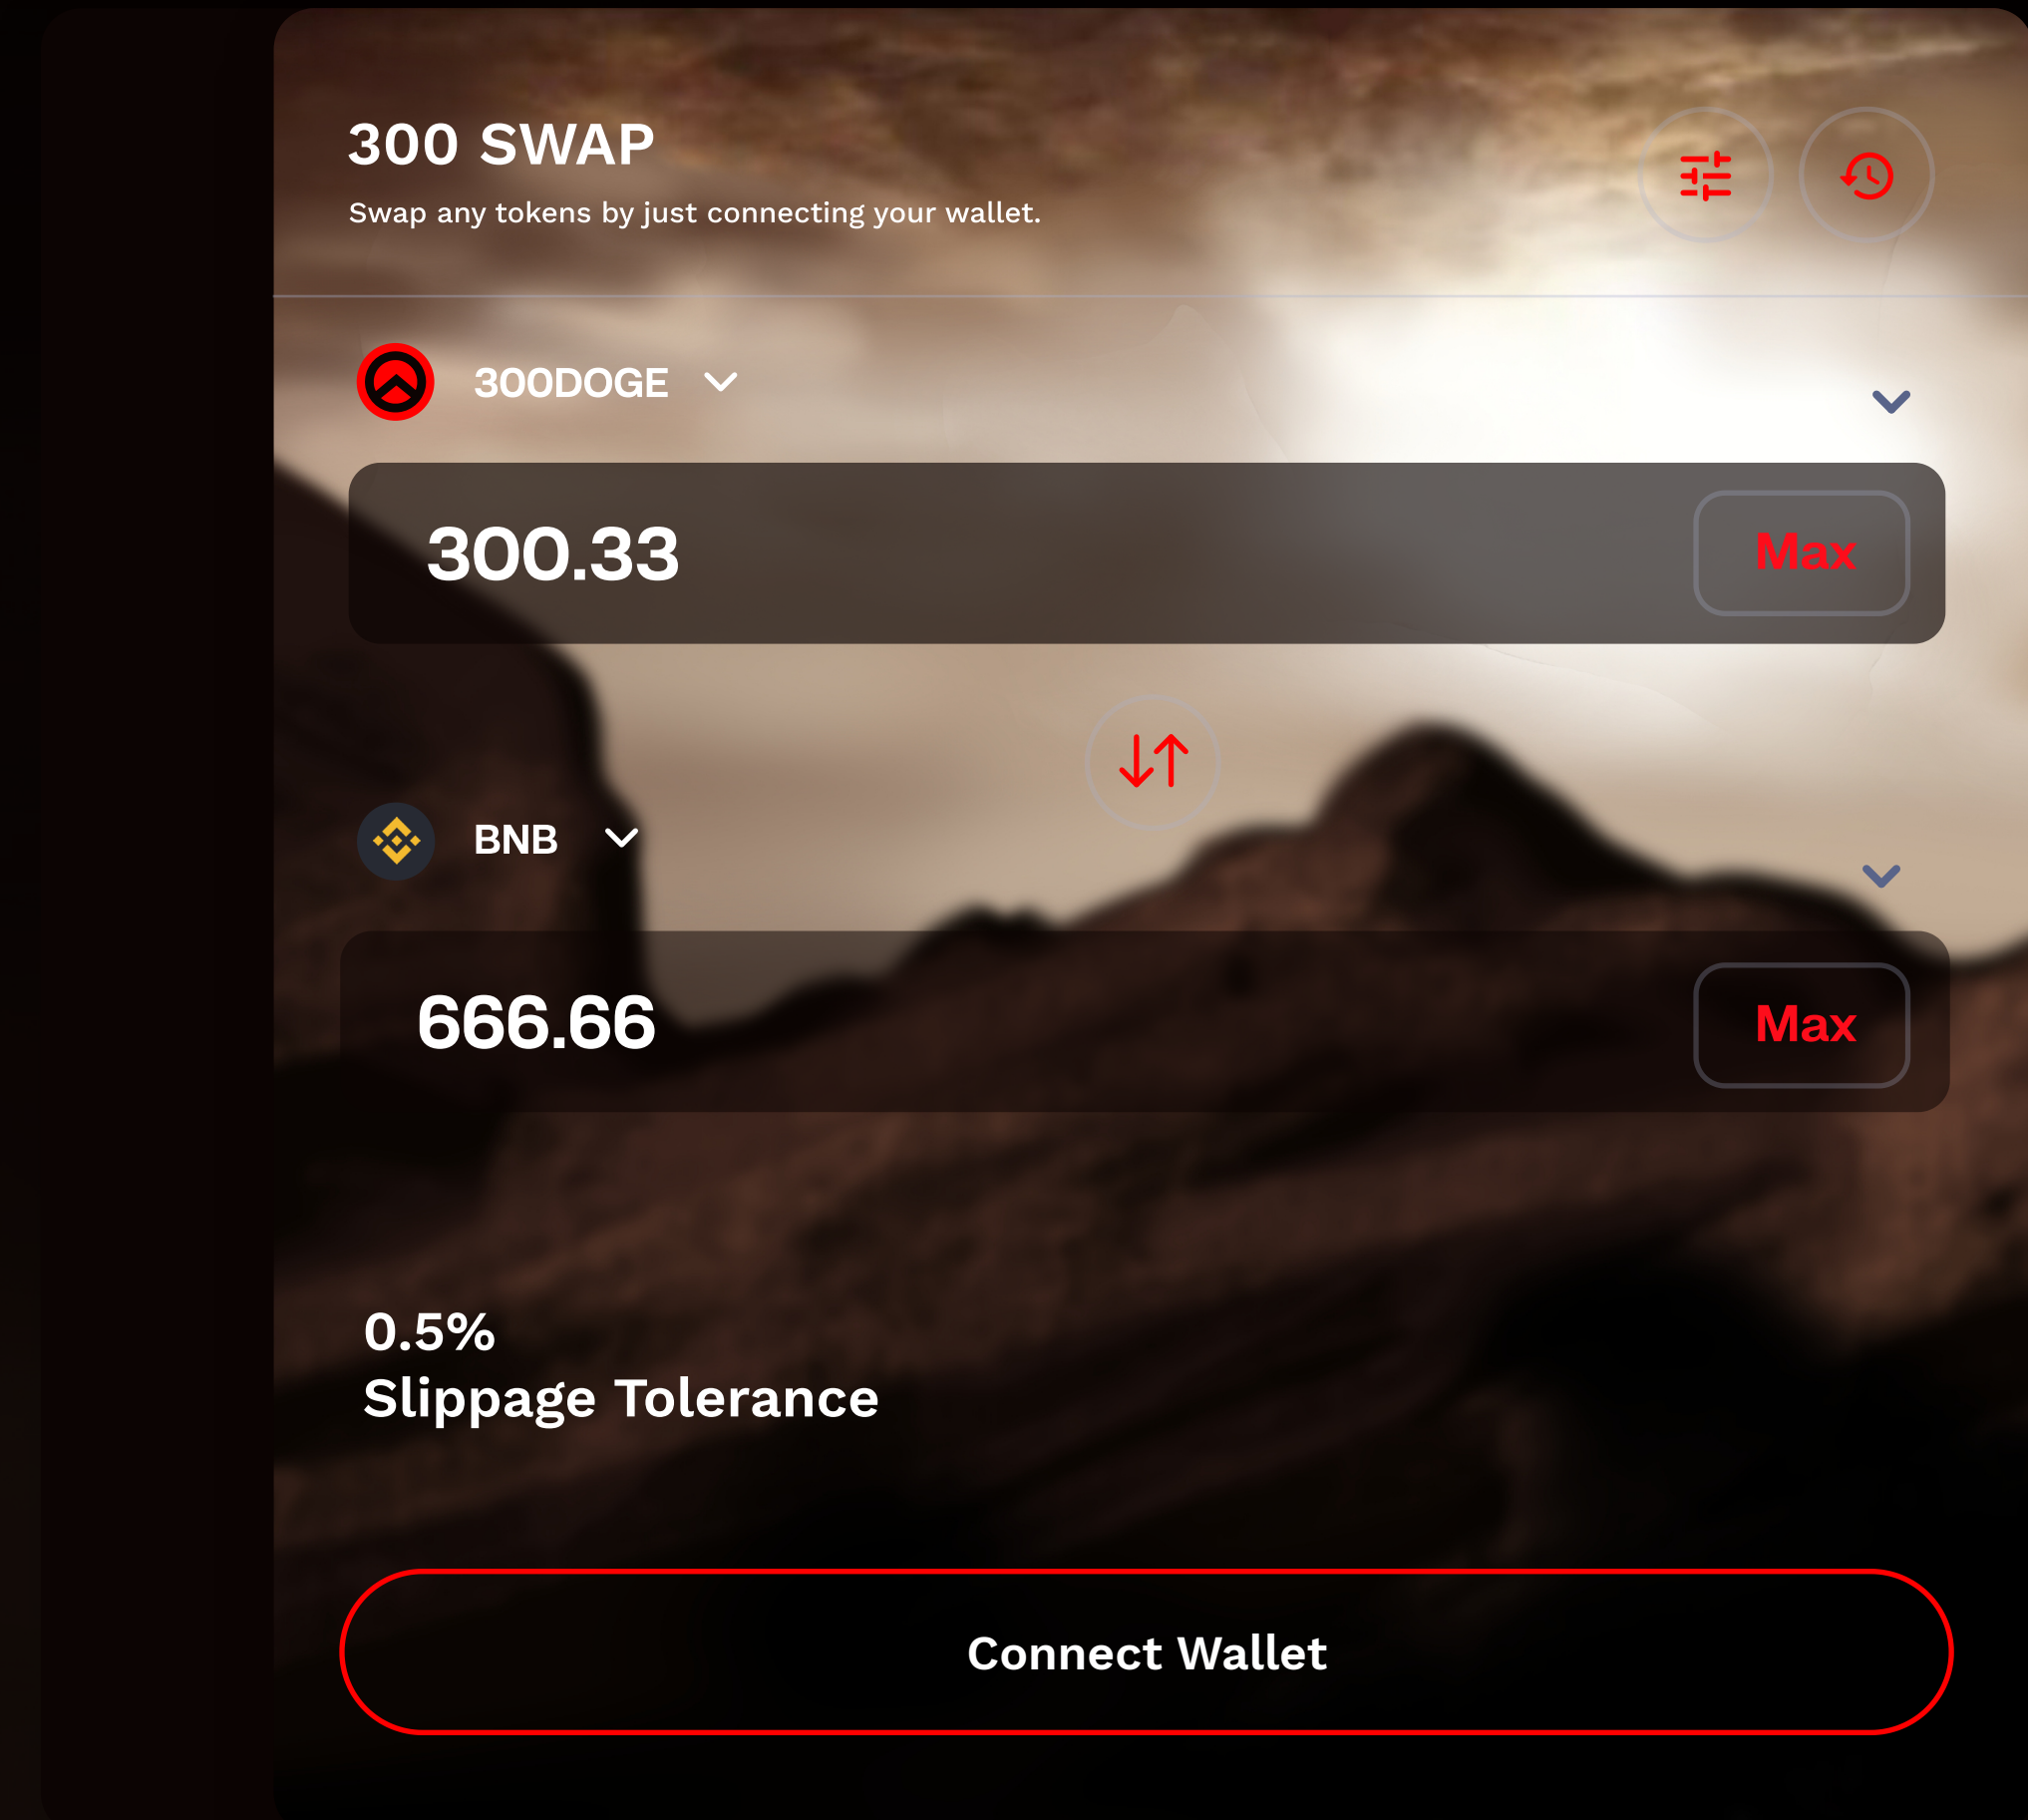 300 SWAP
Swap any tokens by just connecting your wallet.
300DOGE
300.33
Max
BNB
666.66
Max
0.5%
Slippage Tolerance
Connect Wallet